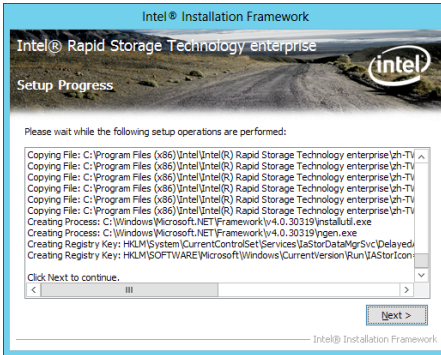 Intel® Installation Framework
Intel® Rapid Storage Technology enterprise
(intel)
Setup Progress
Please wait while the following setup operations are performed:
Copying File: C:\Program Files (x86)\Intel\Intel(R) Rapid Storage Technology enterprise\zh-TW
Copying File: C:\Program Files (x86)\Intel\Intel(R) Rapid Storage Technology enterprise\zh-TW
Copying File: C:\Program Files (x86)\Intel\Intel(R) Rapid Storage Technology enterprise\zh-TW
Copying File: C:\Program Files (x86)\Intel\Intel(R) Rapid Storage Technology enterprise\zh-TW
Copying File: C:\Program Files (x86)\Intel\Intel(R) Rapid Storage Technology enterprise\zh-TW
Copying File: C:\Program Files (x86)\Intel\Intel(R) Rapid Storage Technology enterprise\zh-TW
Creating Process: C:\Windows\Microsoft.NET\Framework\v4.0.30319\installutil.exe
Creating Process: C:\Windows\Microsoft.NET\Framework\v4.0.30319\ngen.exe
Creating Registry Key: HKLM\System\CurrentControlSet\Services\IaStorDataMgrSvc\Delayed
Creating Registry Key: HKLM\SOFTWARE\Microsoft\Windows\CurrentVersion\Run\IAStorIcon=
Click Next to continue.
Next >
Intel® Installation Framework